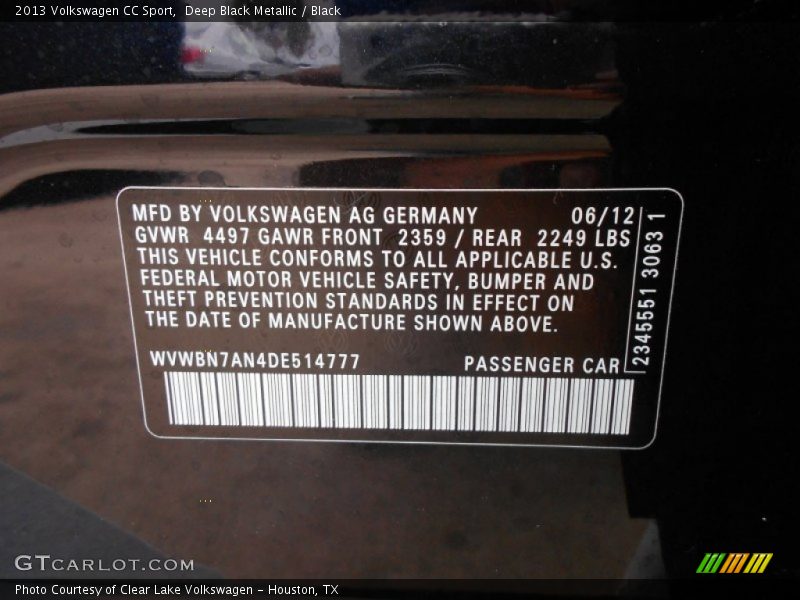 2013 Volkswagen CC Sport, Deep Black Metallic / Black
MFD BY VOLKSWAGEN AG GERMANY 06/12
GVWR 4497 GAWR FRONT 2359 / REAR 2249 LBS
THIS VEHICLE CONFORMS TO ALL APPLICABLE U.S.
FEDERAL MOTOR VEHICLE SAFETY, BUMPER AND
THEFT PREVENTION STANDARDS IN EFFECT ON
THE DATE OF MANUFACTURE SHOWN ABOVE.
WVWBN7AN4DE514777 PASSENGER CAR
2345551 3063 1
GTCARLOT.COM
Photo Courtesy of Clear Lake Volkswagen - Houston, TX